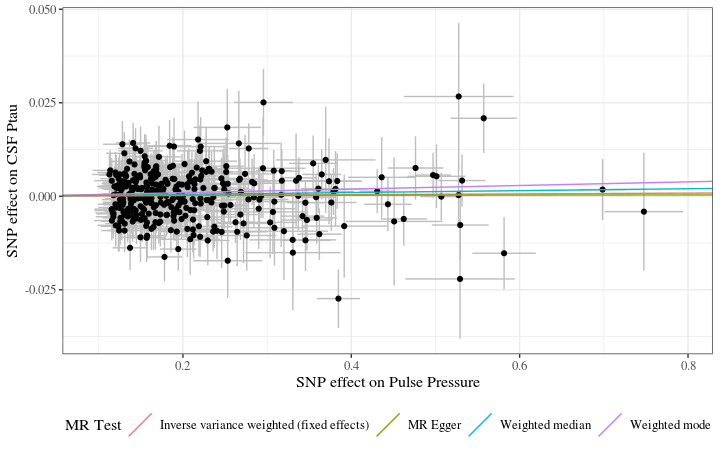 0.050
0.025
0.000
-0.025
SNP effect on CSF Ptau
0.2 0.4 0.6 0.8
SNP effect on Pulse Pressure
MR Test Inverse variance weighted (fixed effects) MR Egger Weighted median Weighted mode